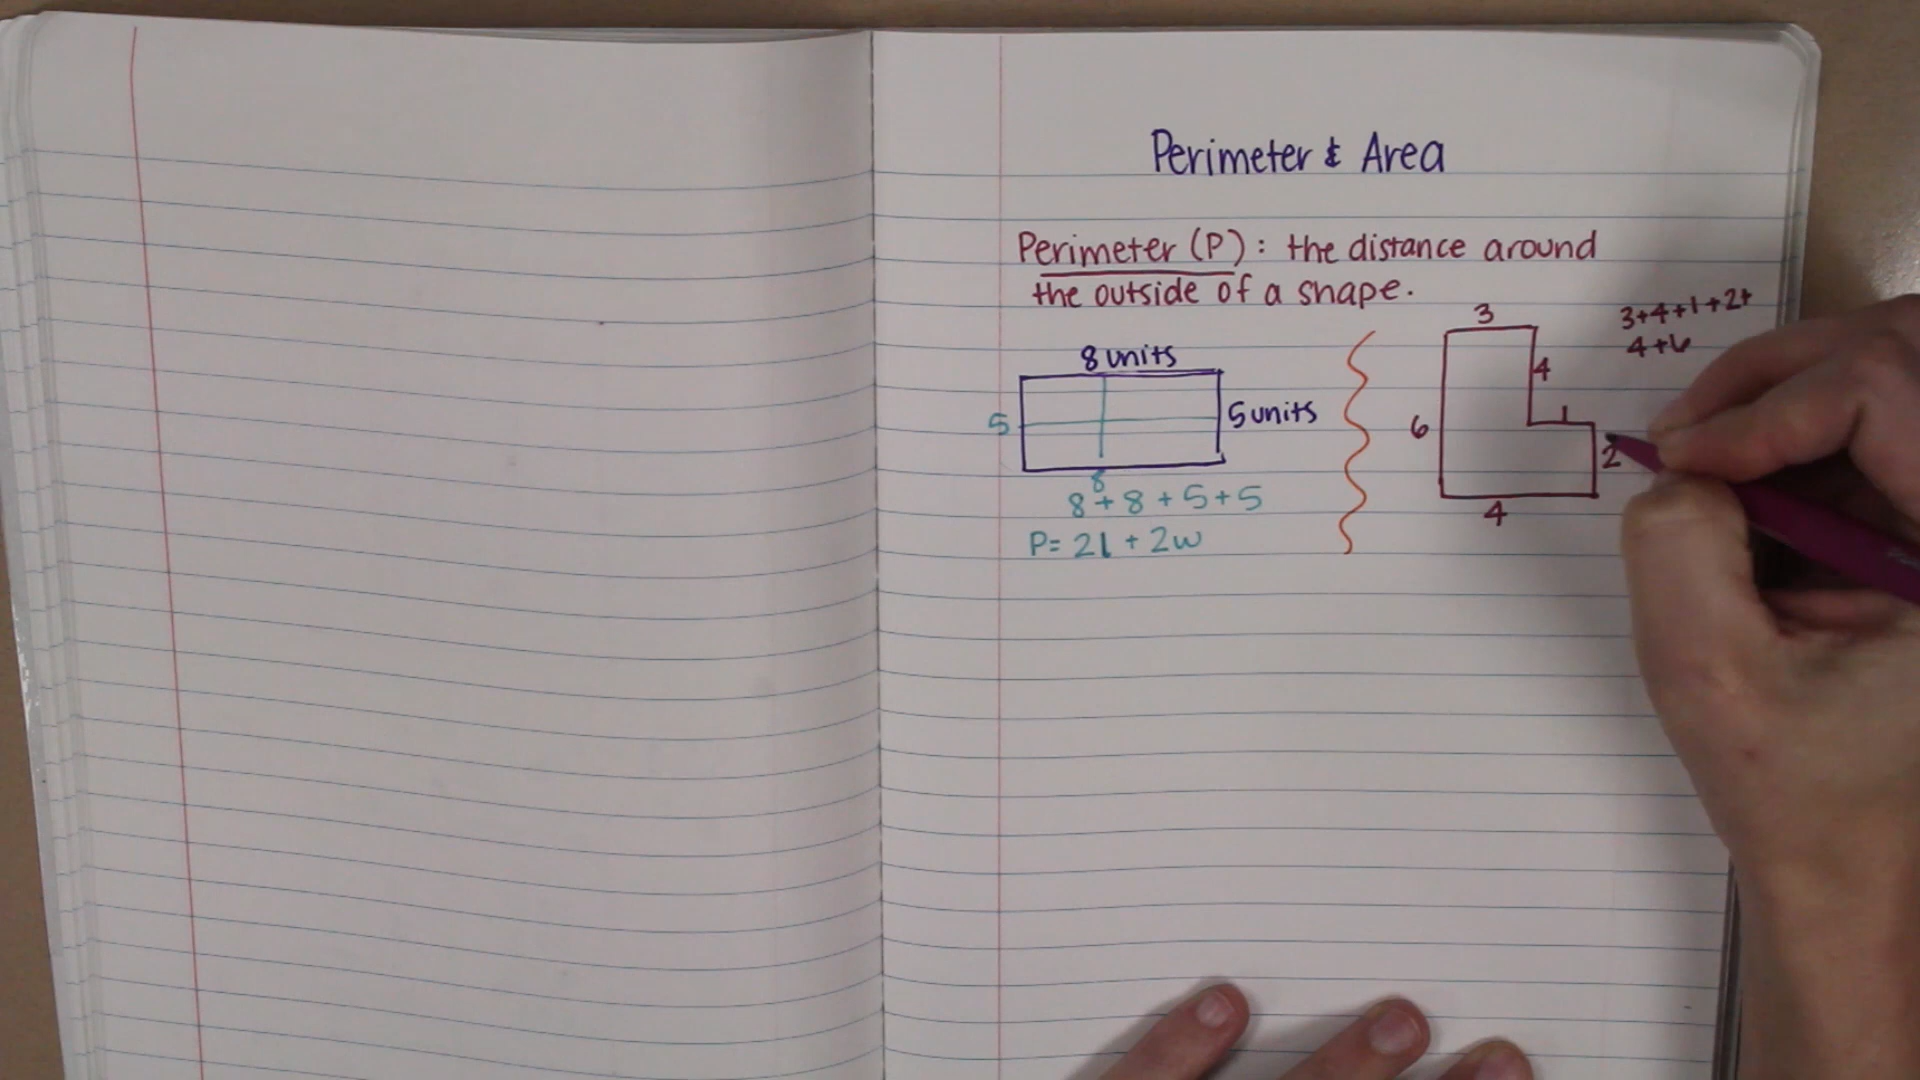 Perimeter & Area
Perimeter (P): the distance around
the outside of a shape.
8 units
5
5 units
8
8 + 8 + 5 + 5
P= 2l + 2w
3
4
1
2
6
4
3+4+1+2+
4+6